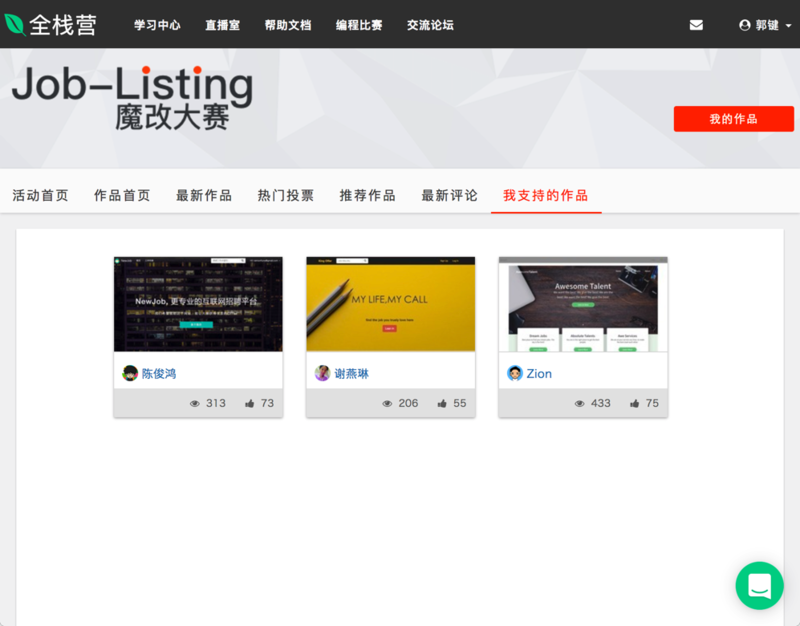 全栈营 学习中心 直播室 帮助文档 编程比赛 交流论坛 郭键
Job-Listing
魔改大赛
我的作品
活动首页 作品首页 最新作品 热门投票 推荐作品 最新评论 我支持的作品
NewJob, 更专业的互联网招聘平台
MY LIFE,MY CALL
Awesome Talent
陈俊鸿
313 73
谢燕琳
206 55
Zion
433 75